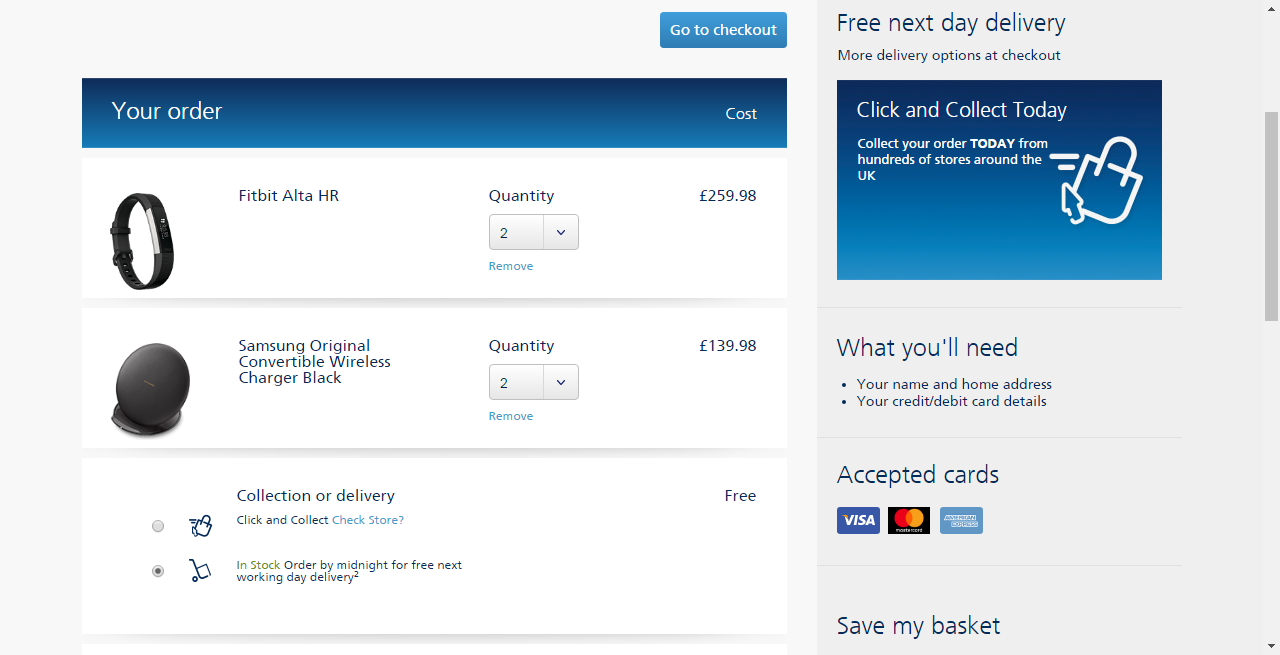 Go to checkout
Your order
Cost
Fitbit Alta HR
Quantity
£259.98
2
Remove
Samsung Original
Convertible Wireless
Charger Black
Quantity
£139.98
2
Remove
Collection or delivery
Free
Click and Collect Check Store?
In Stock Order by midnight for free next
working day delivery²
Free next day delivery
More delivery options at checkout
Click and Collect Today
Collect your order TODAY from
hundreds of stores around the
UK
What you'll need
Your name and home address
Your credit/debit card details
Accepted cards
VISA
mastercard
AMERICAN
EXPRESS
Save my basket